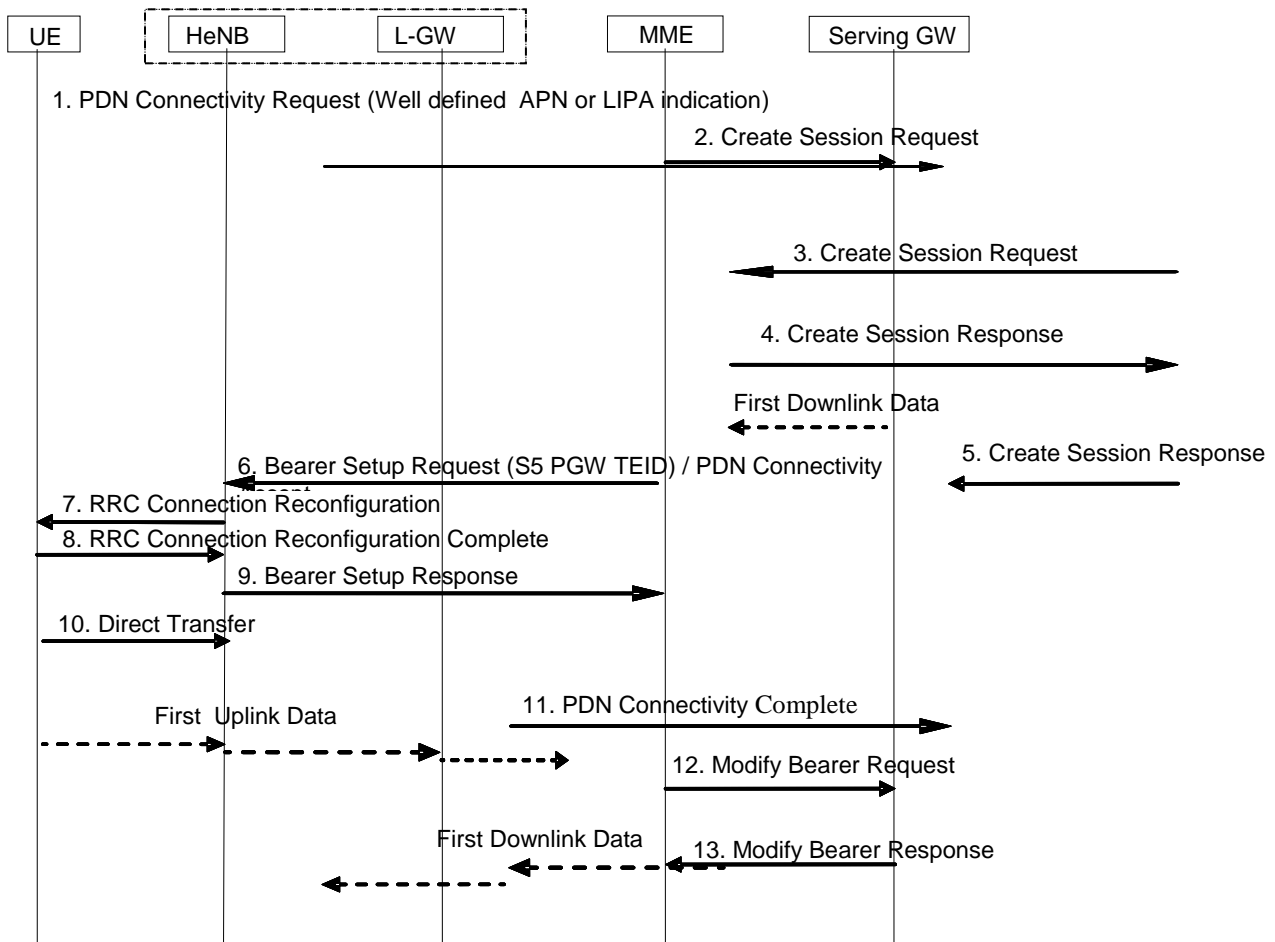 UE
HeNB
L-GW
MME
Serving GW
1. PDN Connectivity Request (Well defined APN or LIPA indication)
2. Create Session Request
3. Create Session Request
4. Create Session Response
First Downlink Data
5. Create Session Response
6. Bearer Setup Request (S5 PGW TEID) / PDN Connectivity
7. RRC Connection Reconfiguration
8. RRC Connection Reconfiguration Complete
9. Bearer Setup Response
10. Direct Transfer
11. PDN Connectivity Complete
First Uplink Data
12. Modify Bearer Request
First Downlink Data
13. Modify Bearer Response